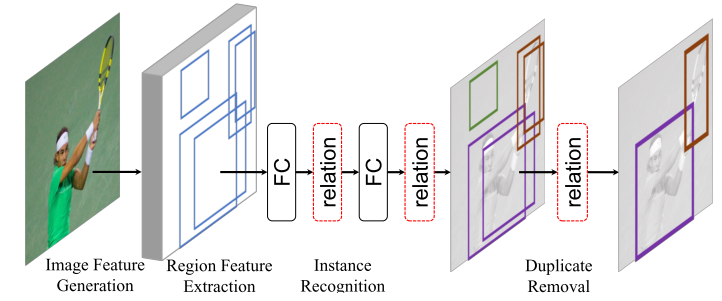 FC
relation
FC
relation
relation
Image Feature
Generation
Region Feature
Extraction
Instance
Recognition
Duplicate
Removal